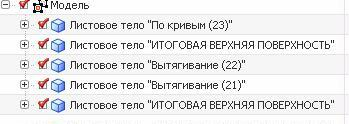 Модель
Листовое тело "По кривым (23)"
Листовое тело "ИТОГОВАЯ ВЕРХНЯЯ ПОВЕРХНОСТЬ"
Листовое тело "Вытягивание (22)"
Листовое тело "Вытягивание (21)"
Листовое тело "ИТОГОВАЯ ВЕРХНЯЯ ПОВЕРХНОСТЬ"